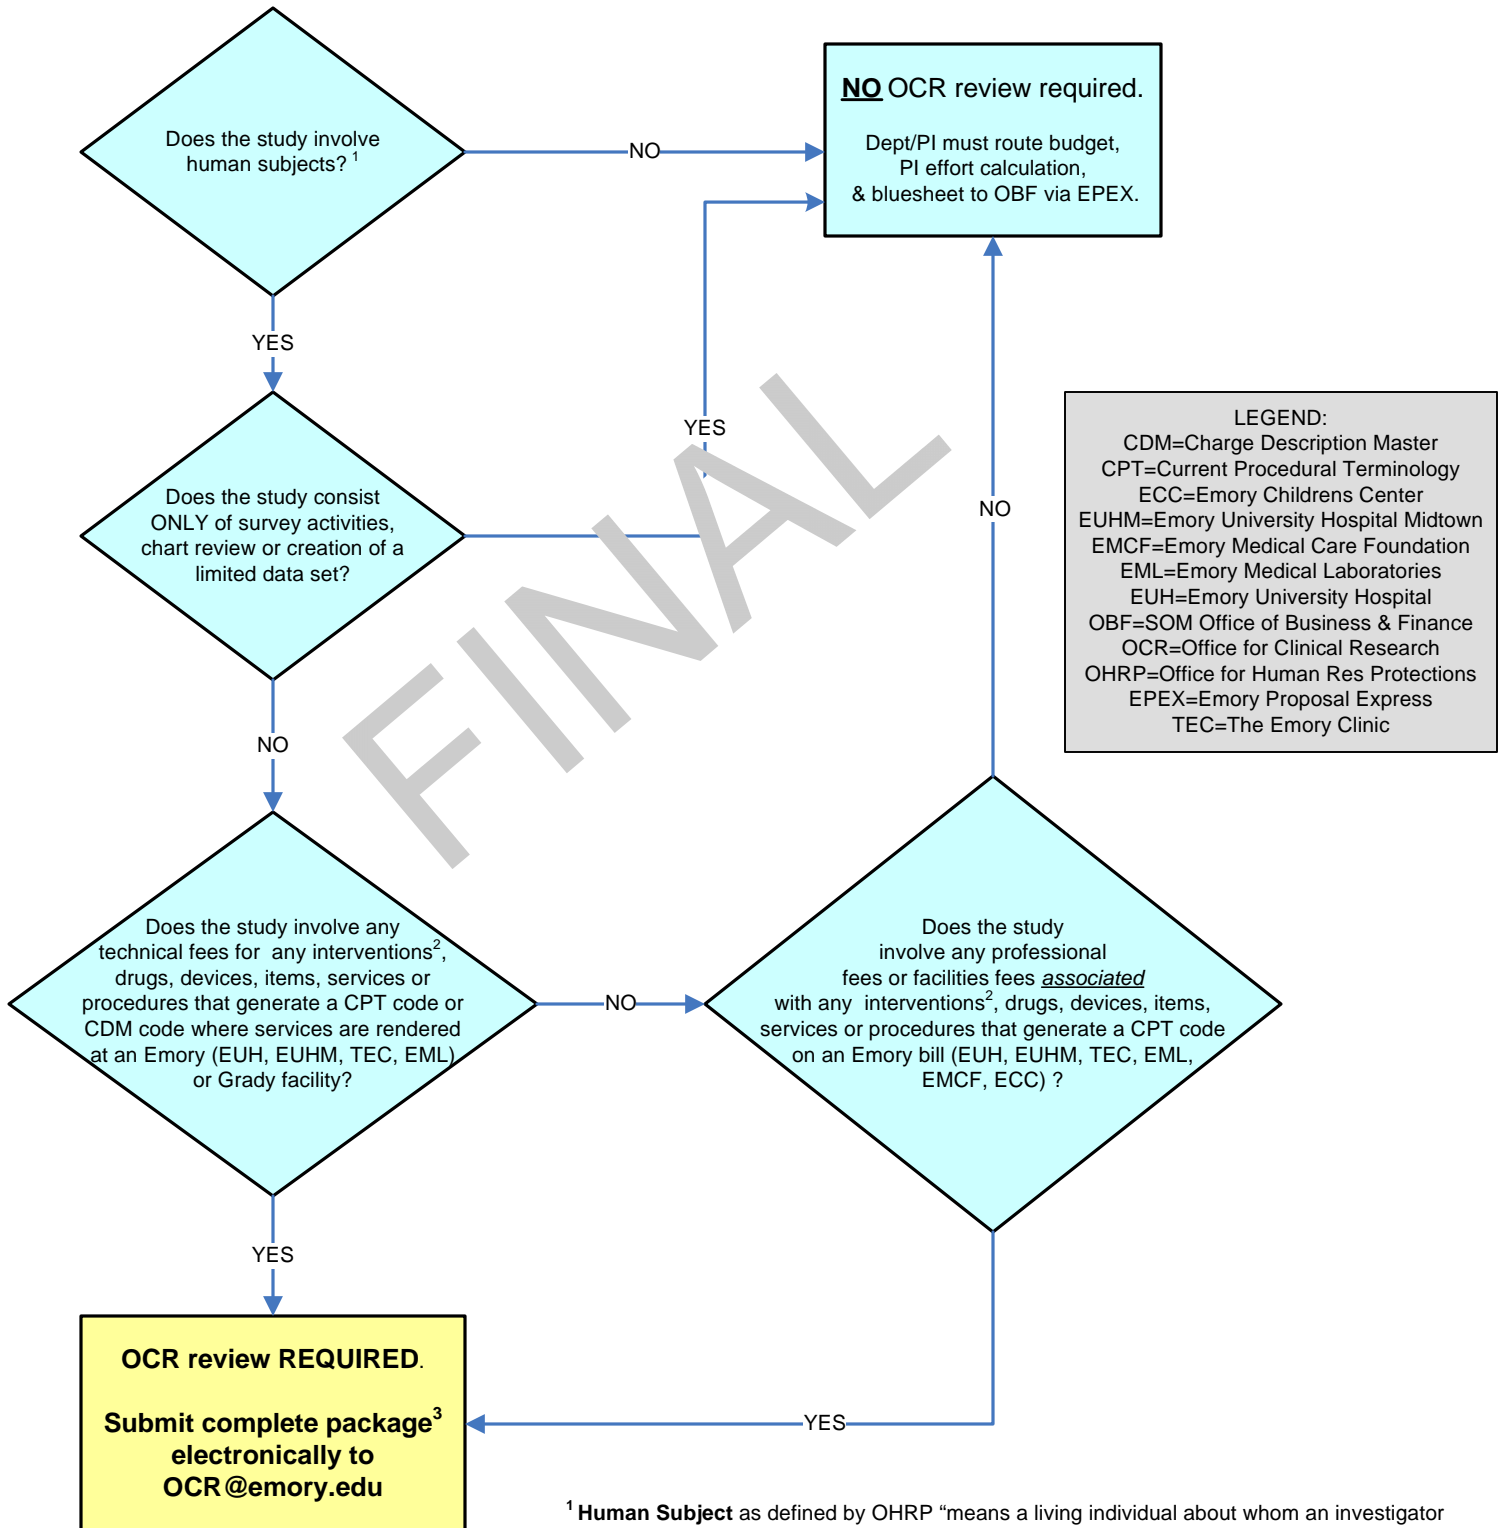 Does the study involve
human subjects? 1
NO
NO OCR review required.
Dept/PI must route budget,
PI effort calculation,
& bluesheet to OBF via EPEX.
YES
YES
Does the study consist
ONLY of survey activities,
chart review or creation of a
limited data set?
NO
LEGEND:
CDM=Charge Description Master
CPT=Current Procedural Terminology
ECC=Emory Childrens Center
EUHM=Emory University Hospital Midtown
EMCF=Emory Medical Care Foundation
EML=Emory Medical Laboratories
EUH=Emory University Hospital
OBF=SOM Office of Business & Finance
OCR=Office for Clinical Research
OHRP=Office for Human Res Protections
EPEX=Emory Proposal Express
TEC=The Emory Clinic
FINAL
NO
Does the study involve any
technical fees for any interventions2,
drugs, devices, items, services or
procedures that generate a CPT code or
CDM code where services are rendered
at an Emory (EUH, EUHM, TEC, EML)
or Grady facility?
NO
Does the study
involve any professional
fees or facilities fees associated
with any interventions2, drugs, devices, items,
services or procedures that generate a CPT code
on an Emory bill (EUH, EUHM, TEC, EML,
EMCF, ECC) ?
YES
OCR review REQUIRED.
Submit complete package3
electronically to
OCR@emory.edu
YES
1 Human Subject as defined by OHRP “means a living individual about whom an investigator